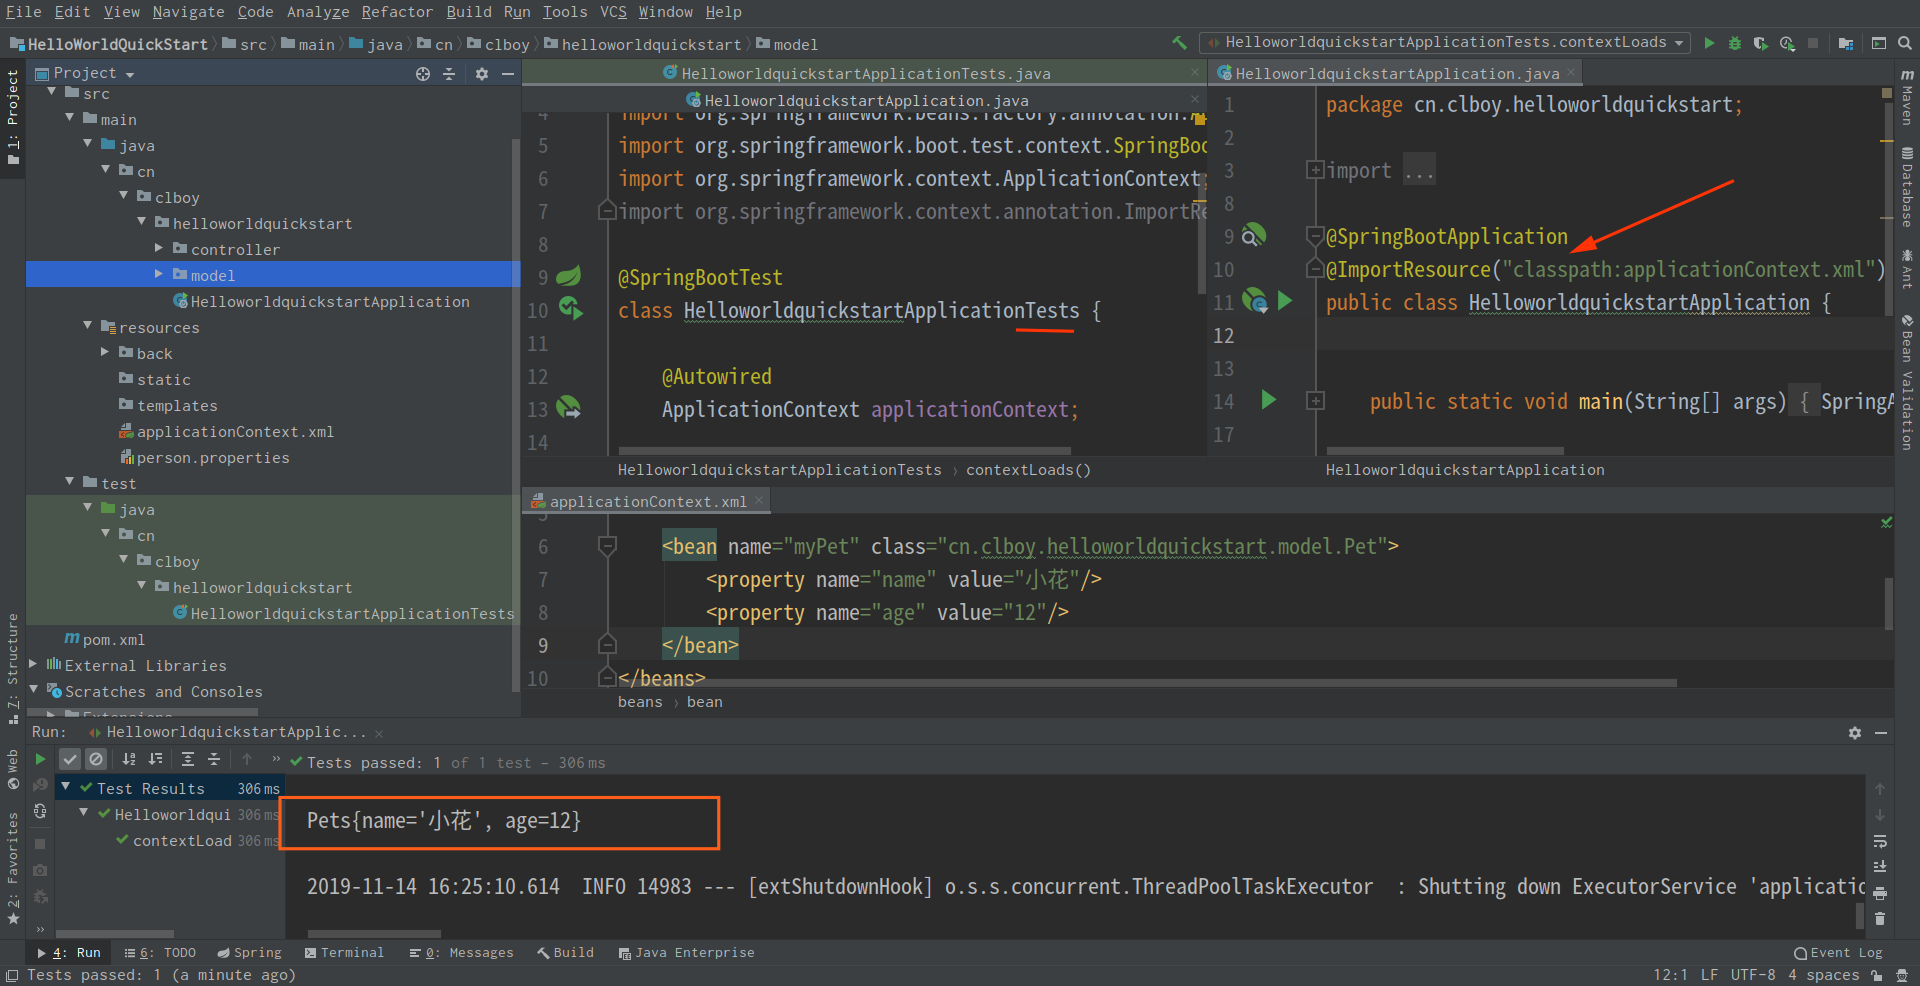 File Edit View Navigate Code Analyze Refactor Build Run Tools VCS Window Help
HelloWorldQuickStart src main java cn clboy helloworldquickstart model
HelloworldquickstartApplicationTests.contextLoads
1: Project
Project
src
main
java
cn
clboy
helloworldquickstart
controller
model
HelloworldquickstartApplication
resources
back
static
templates
applicationContext.xml
person.properties
test
java
cn
clboy
helloworldquickstart
HelloworldquickstartApplicationTests
pom.xml
External Libraries
Scratches and Consoles
Extensions
HelloworldquickstartApplicationTests.java
HelloworldquickstartApplication.java
4 import org.springframework.beans.factory.annotation.A
5 import org.springframework.boot.test.context.SpringBoo
6 import org.springframework.context.ApplicationContext;
7 import org.springframework.context.annotation.ImportRe
8
9 @SpringBootTest
10 class HelloworldquickstartApplicationTests {
11
12 @Autowired
13 ApplicationContext applicationContext;
14
HelloworldquickstartApplicationTests › contextLoads()
HelloworldquickstartApplication.java
1 package cn.clboy.helloworldquickstart;
2
3 import ...
8
9 @SpringBootApplication
10 @ImportResource("classpath:applicationContext.xml")
11 public class HelloworldquickstartApplication {
12
13
14 public static void main(String[] args) { SpringA
17
HelloworldquickstartApplication
applicationContext.xml
5
6 <bean name="myPet" class="cn.clboy.helloworldquickstart.model.Pet">
7 <property name="name" value="小花"/>
8 <property name="age" value="12"/>
9 </bean>
10 </beans>
beans › bean
Maven
Database
Ant
Bean Validation
7: Structure
Web
2: Favorites
Run: HelloworldquickstartApplic...
Tests passed: 1 of 1 test – 306 ms
Test Results 306 ms
Helloworldqui 306 ms
contextLoad 306 ms
Pets{name='小花', age=12}
2019-11-14 16:25:10.614 INFO 14983 --- [extShutdownHook] o.s.s.concurrent.ThreadPoolTaskExecutor : Shutting down ExecutorService 'applicatio
4: Run 6: TODO Spring Terminal 0: Messages Build Java Enterprise Event Log
Tests passed: 1 (a minute ago) 12:1 LF UTF-8 4 spaces